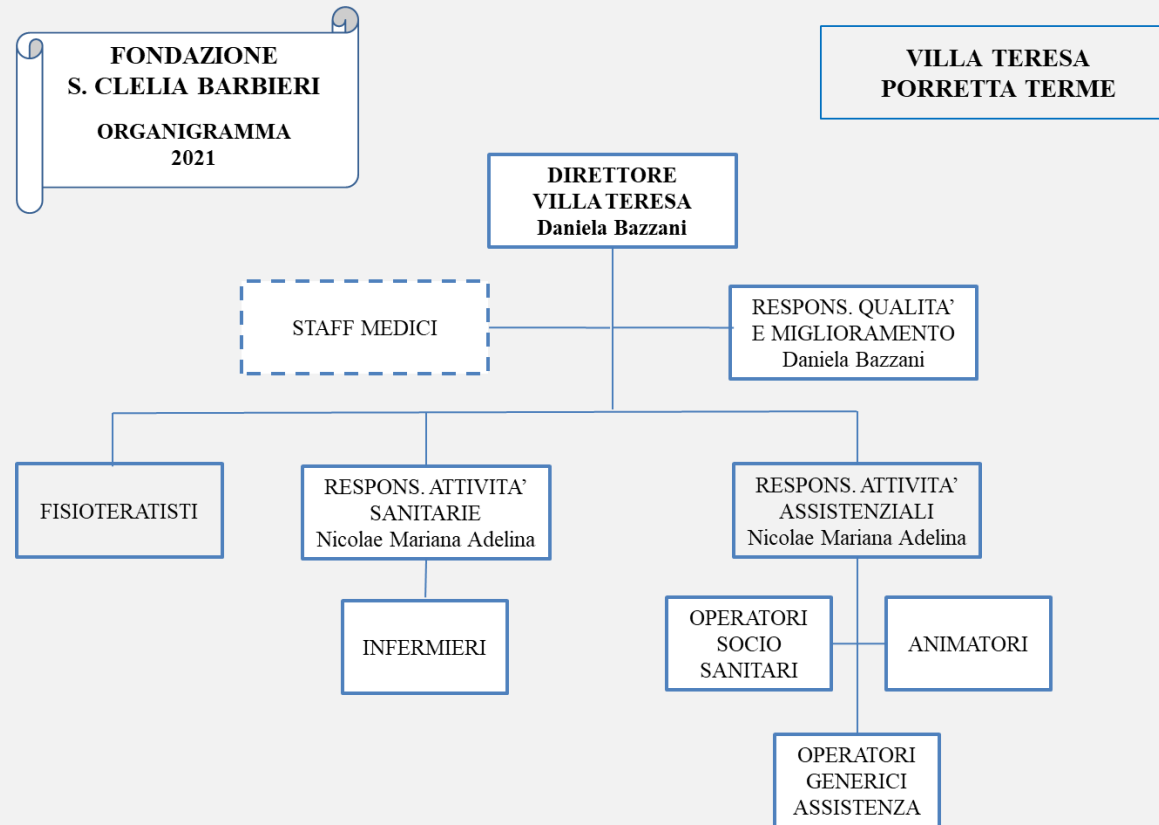 FONDAZIONE
S. CLELIA BARBIERI
ORGANIGRAMMA
2021
VILLA TERESA
PORRETTA TERME
DIRETTORE
VILLA TERESA
Daniela Bazzani
STAFF MEDICI
RESPONS. QUALITA’
E MIGLIORAMENTO
Daniela Bazzani
FISIOTERATISTI
RESPONS. ATTIVITA’
SANITARIE
Nicolae Mariana Adelina
RESPONS. ATTIVITA’
ASSISTENZIALI
Nicolae Mariana Adelina
INFERMIERI
OPERATORI
SOCIO
SANITARI
ANIMATORI
OPERATORI
GENERICI
ASSISTENZA